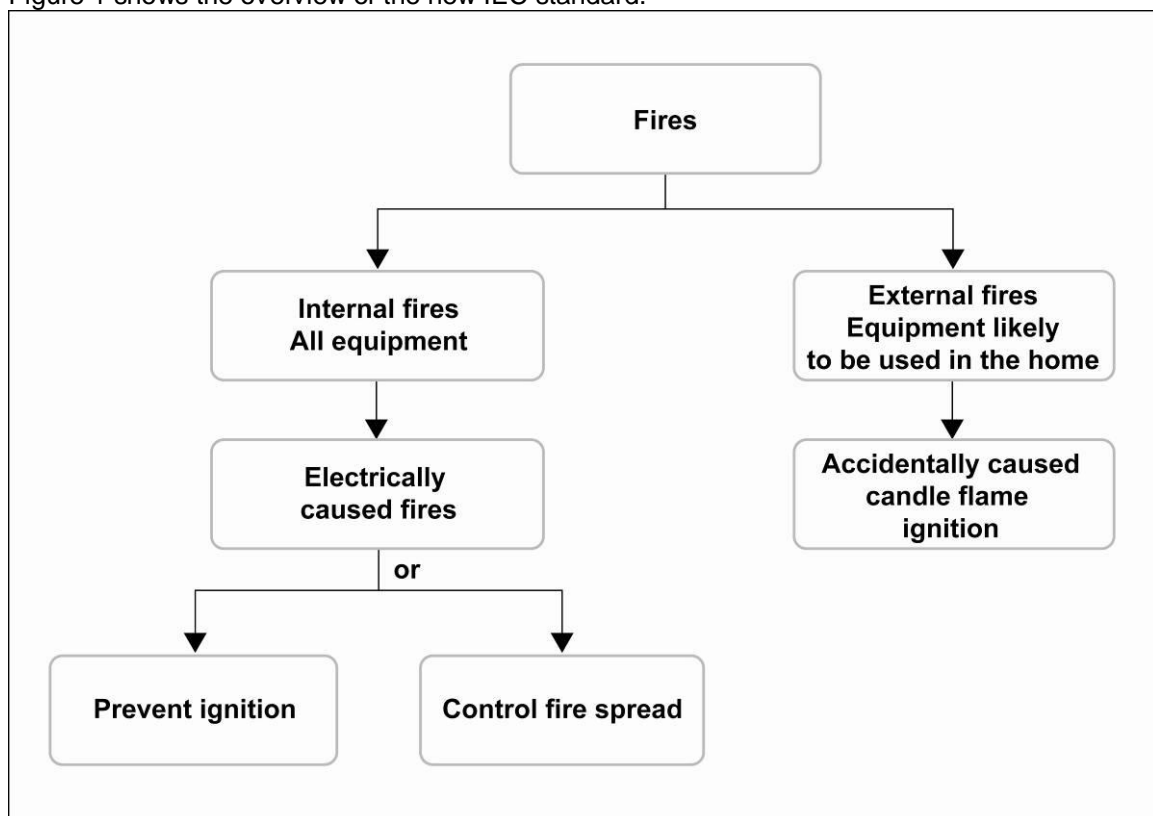 Figure 1 shows the overview of the new IEC standard.
Fires
Internal fires
All equipment
External fires
Equipment likely
to be used in the home
Electrically
caused fires
Accidentally caused
candle flame
ignition
or
Prevent ignition
Control fire spread